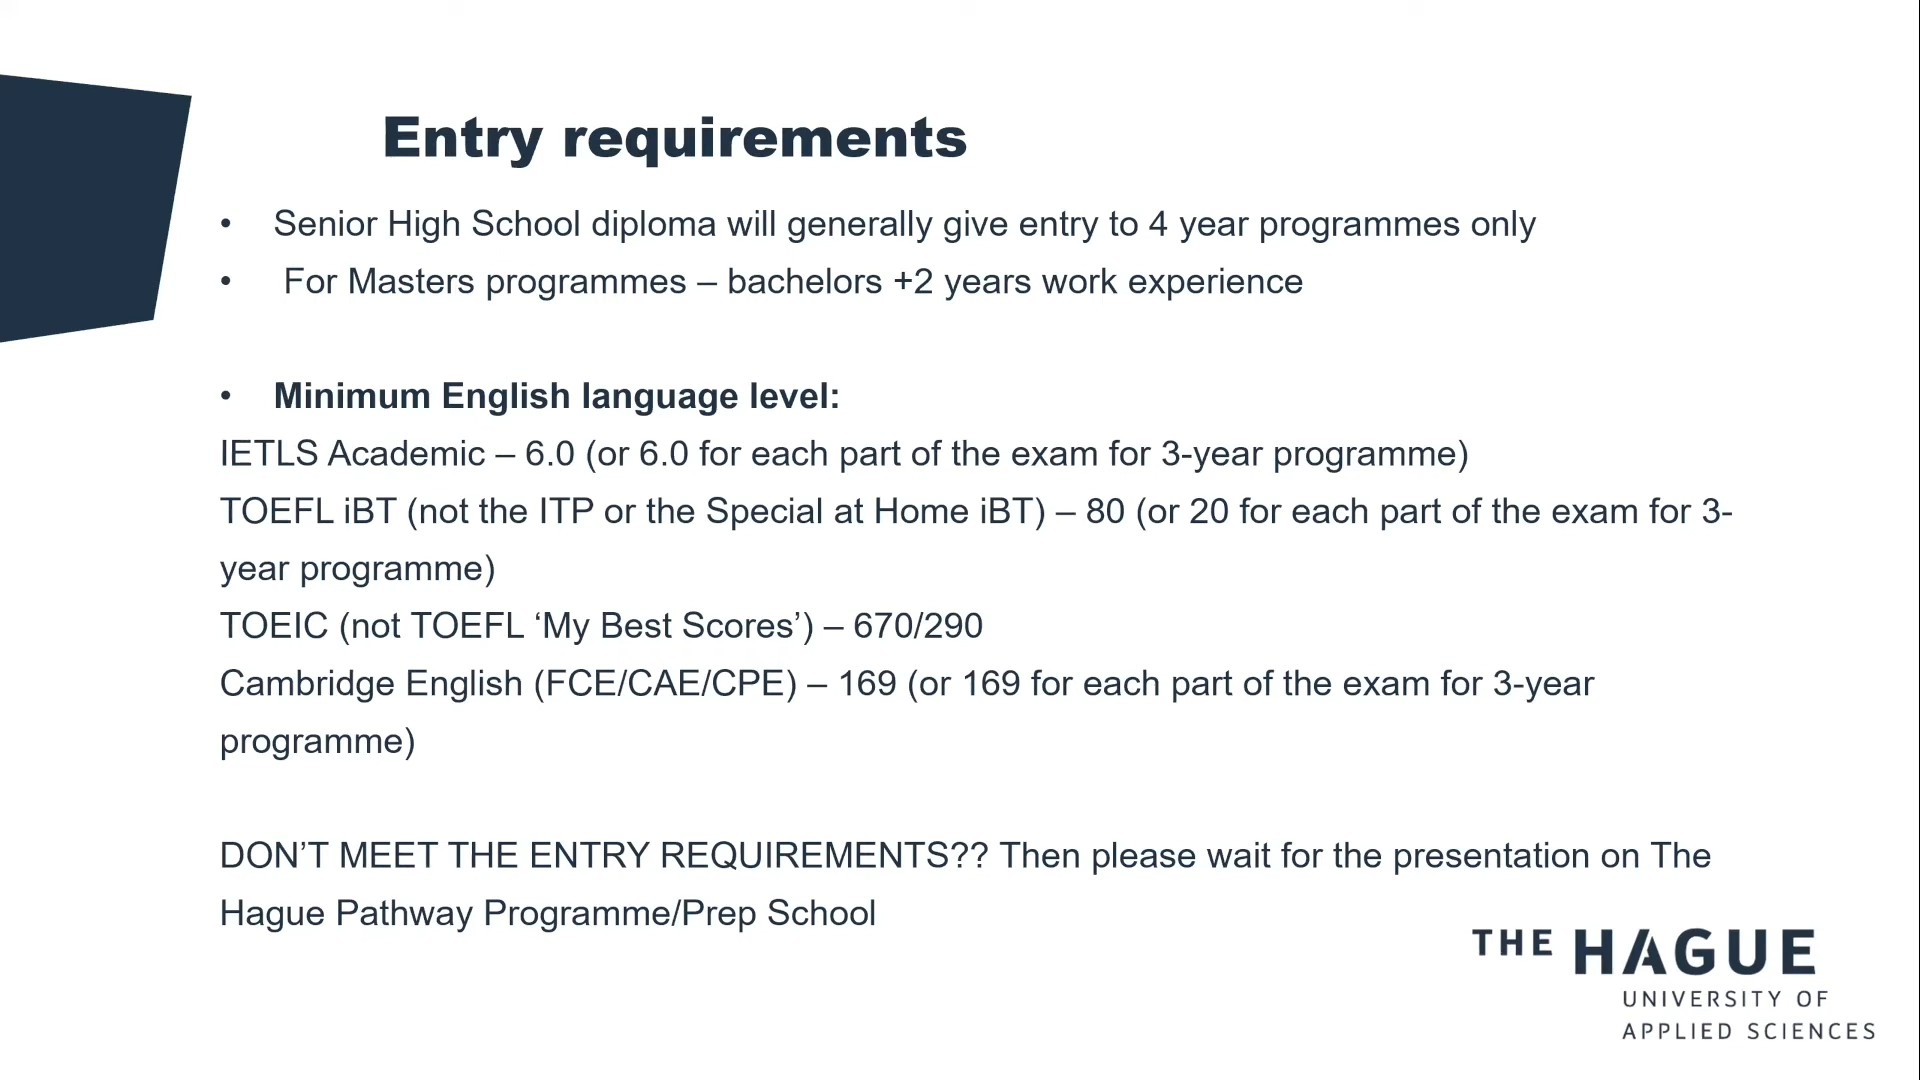 Entry requirements
• Senior High School diploma will generally give entry to 4 year programmes only
• For Masters programmes – bachelors +2 years work experience
• Minimum English language level:
IETLS Academic – 6.0 (or 6.0 for each part of the exam for 3-year programme)
TOEFL iBT (not the ITP or the Special at Home iBT) – 80 (or 20 for each part of the exam for 3-
year programme)
TOEIC (not TOEFL ‘My Best Scores’) – 670/290
Cambridge English (FCE/CAE/CPE) – 169 (or 169 for each part of the exam for 3-year
programme)
DON’T MEET THE ENTRY REQUIREMENTS?? Then please wait for the presentation on The
Hague Pathway Programme/Prep School
THE HAGUE
UNIVERSITY OF
APPLIED SCIENCES